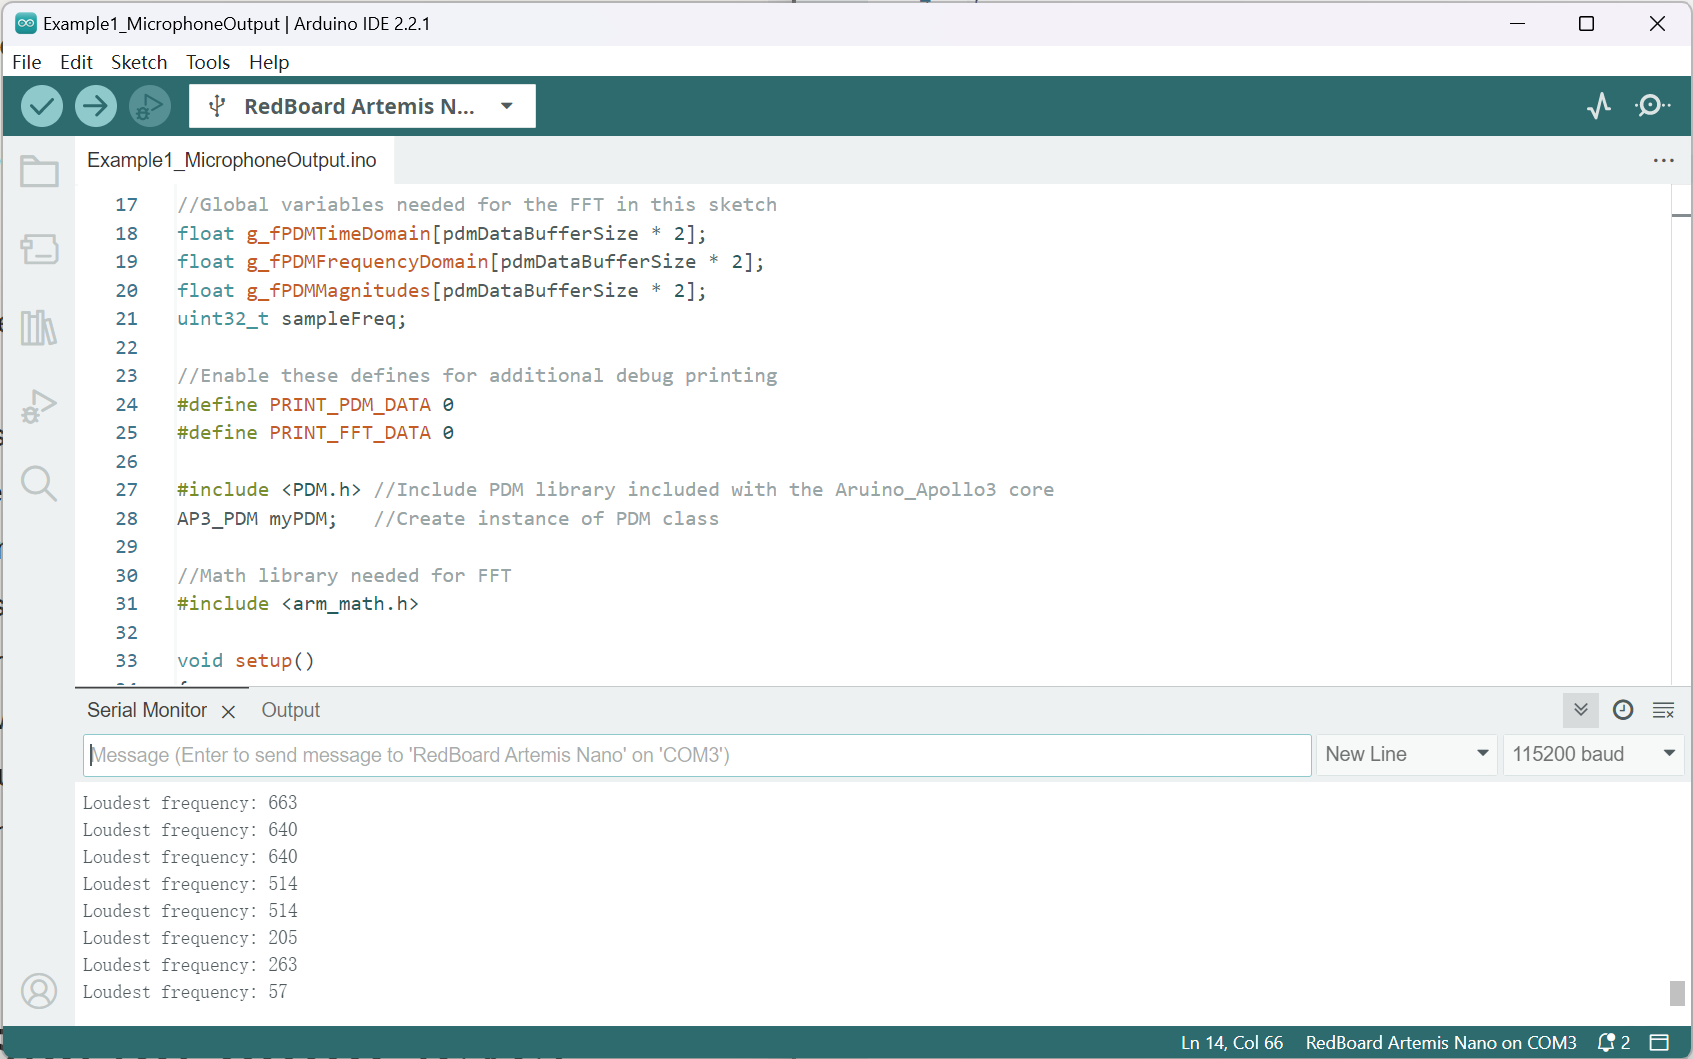 Example1_MicrophoneOutput | Arduino IDE 2.2.1
File Edit Sketch Tools Help
RedBoard Artemis N...
Example1_MicrophoneOutput.ino
17 //Global variables needed for the FFT in this sketch
18 float g_fPDMTimeDomain[pdmDataBufferSize * 2];
19 float g_fPDMFrequencyDomain[pdmDataBufferSize * 2];
20 float g_fPDMMagnitudes[pdmDataBufferSize * 2];
21 uint32_t sampleFreq;
22
23 //Enable these defines for additional debug printing
24 #define PRINT_PDM_DATA 0
25 #define PRINT_FFT_DATA 0
26
27 #include <PDM.h> //Include PDM library included with the Aruino_Apollo3 core
28 AP3_PDM myPDM; //Create instance of PDM class
29
30 //Math library needed for FFT
31 #include <arm_math.h>
32
33 void setup()
Serial Monitor Output
Message (Enter to send message to 'RedBoard Artemis Nano' on 'COM3')
New Line
115200 baud
Loudest frequency: 663
Loudest frequency: 640
Loudest frequency: 640
Loudest frequency: 514
Loudest frequency: 514
Loudest frequency: 205
Loudest frequency: 263
Loudest frequency: 57
Ln 14, Col 66 RedBoard Artemis Nano on COM3 2